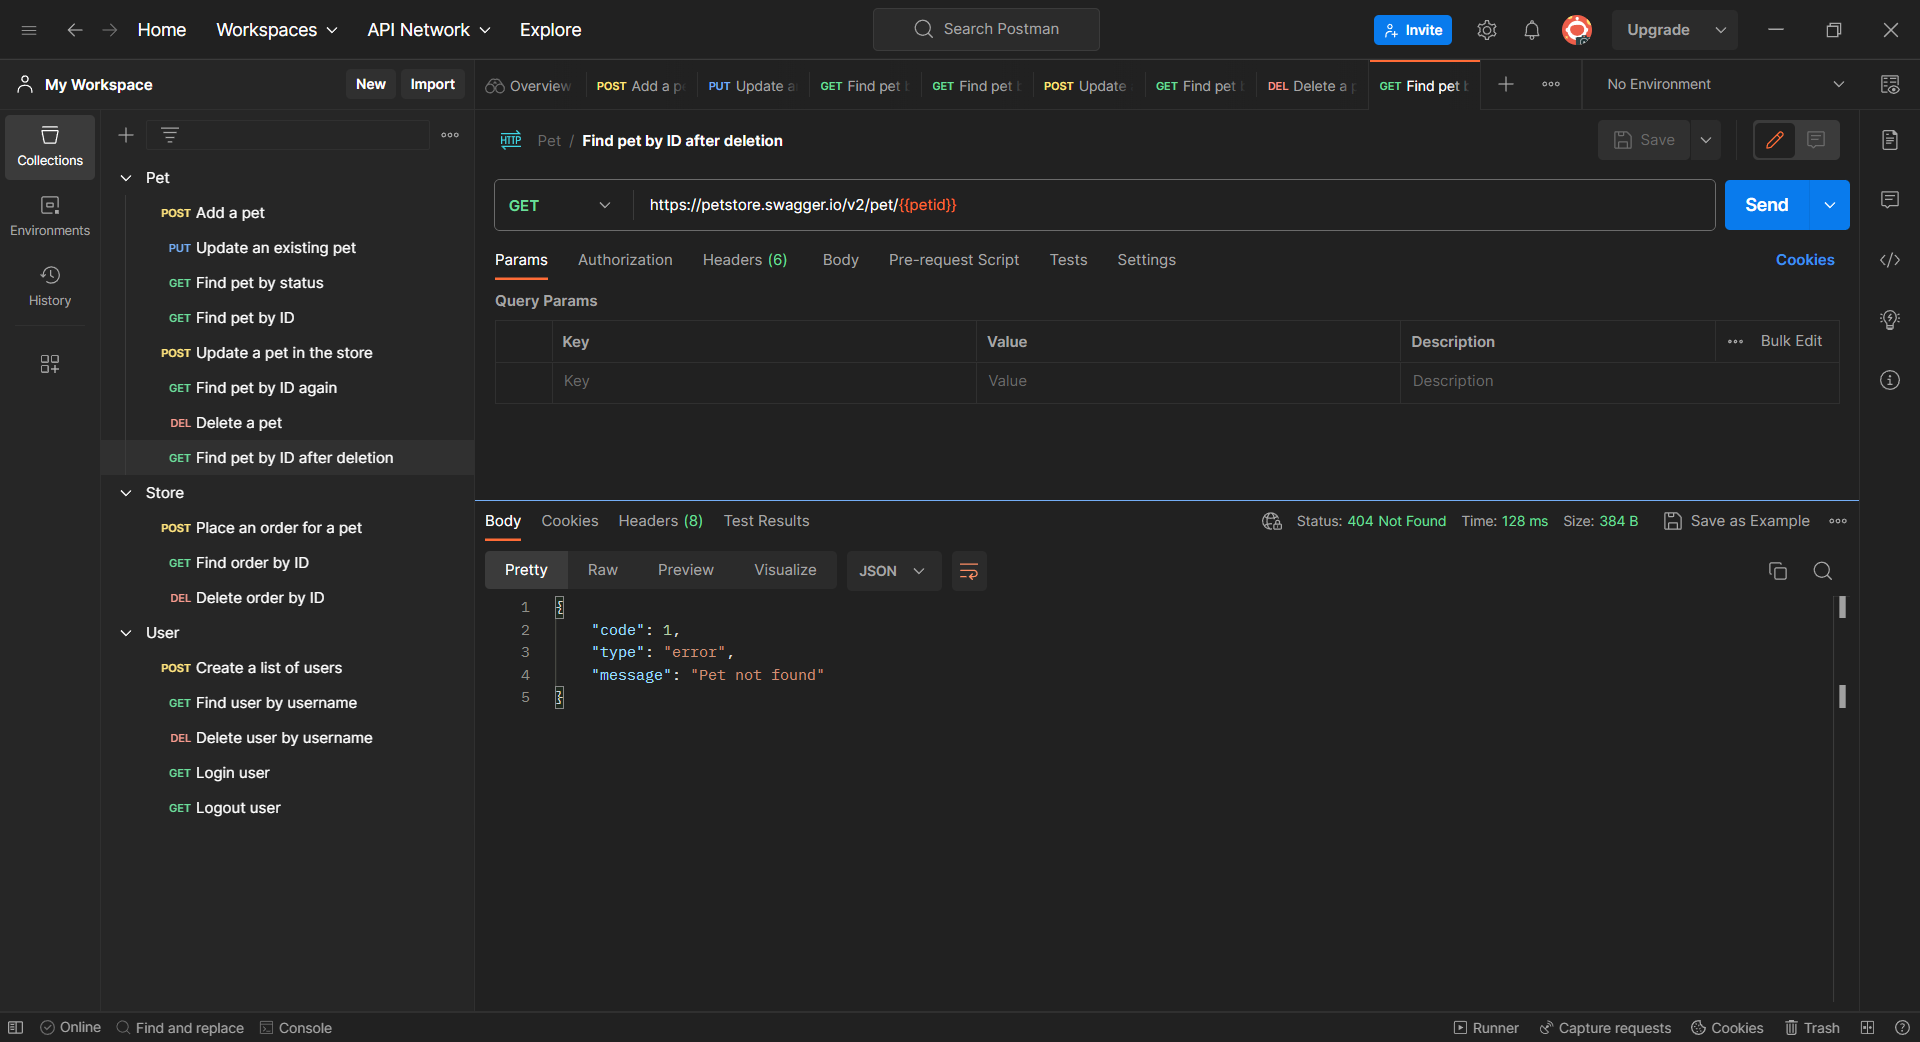 Home Workspaces API Network Explore Search Postman Invite Upgrade
My Workspace New Import
Overview POST Add a p PUT Update a GET Find pet GET Find pet POST Update GET Find pet DEL Delete a p GET Find pet No Environment
Collections
Environments
History
Pet
POST Add a pet
PUT Update an existing pet
GET Find pet by status
GET Find pet by ID
POST Update a pet in the store
GET Find pet by ID again
DEL Delete a pet
GET Find pet by ID after deletion
Store
POST Place an order for a pet
GET Find order by ID
DEL Delete order by ID
User
POST Create a list of users
GET Find user by username
DEL Delete user by username
GET Login user
GET Logout user
HTTP Pet / Find pet by ID after deletion Save
GET https://petstore.swagger.io/v2/pet/{{petid}} Send
Params Authorization Headers (6) Body Pre-request Script Tests Settings Cookies
Query Params
Key Value Description Bulk Edit
Key Value Description
Body Cookies Headers (8) Test Results Status: 404 Not Found Time: 128 ms Size: 384 B Save as Example
Pretty Raw Preview Visualize JSON
1 {
2 "code": 1,
3 "type": "error",
4 "message": "Pet not found"
5 }
Online Find and replace Console Runner Capture requests Cookies Trash